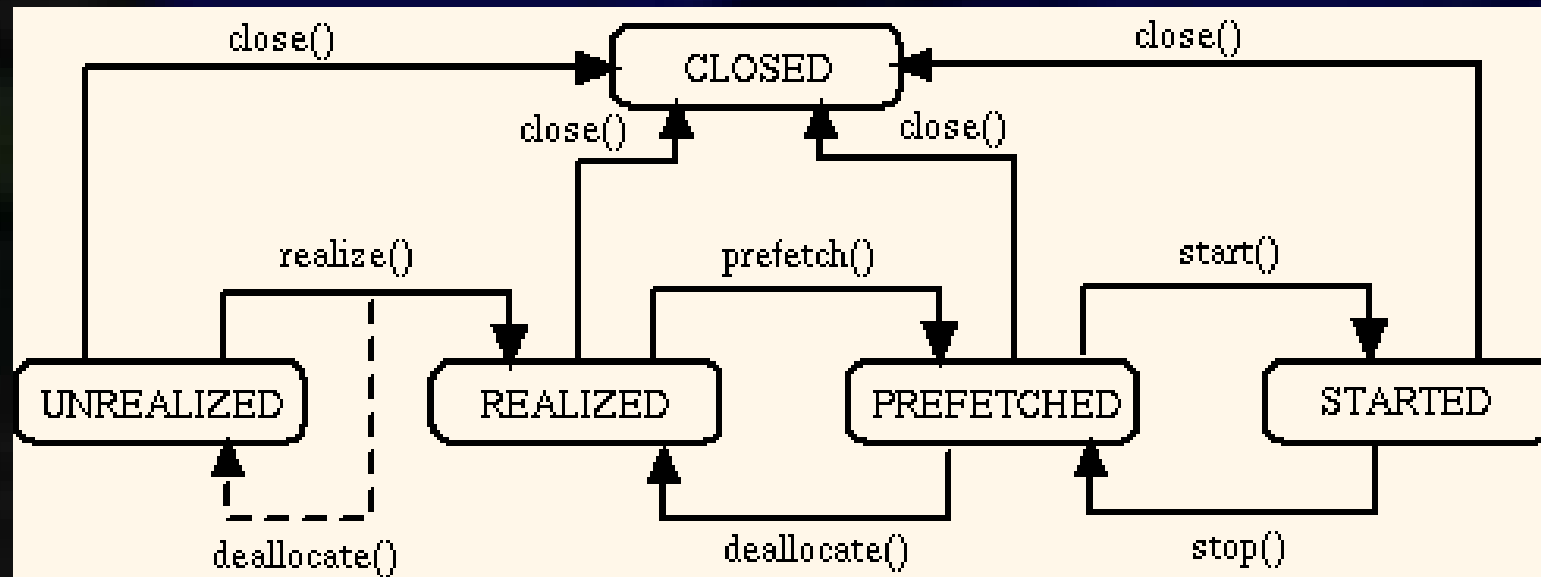 close()
close()
CLOSED
close()
close()
realize()
prefetch()
start()
UNREALIZED
REALIZED
PREFETCHED
STARTED
deallocate()
deallocate()
stop()